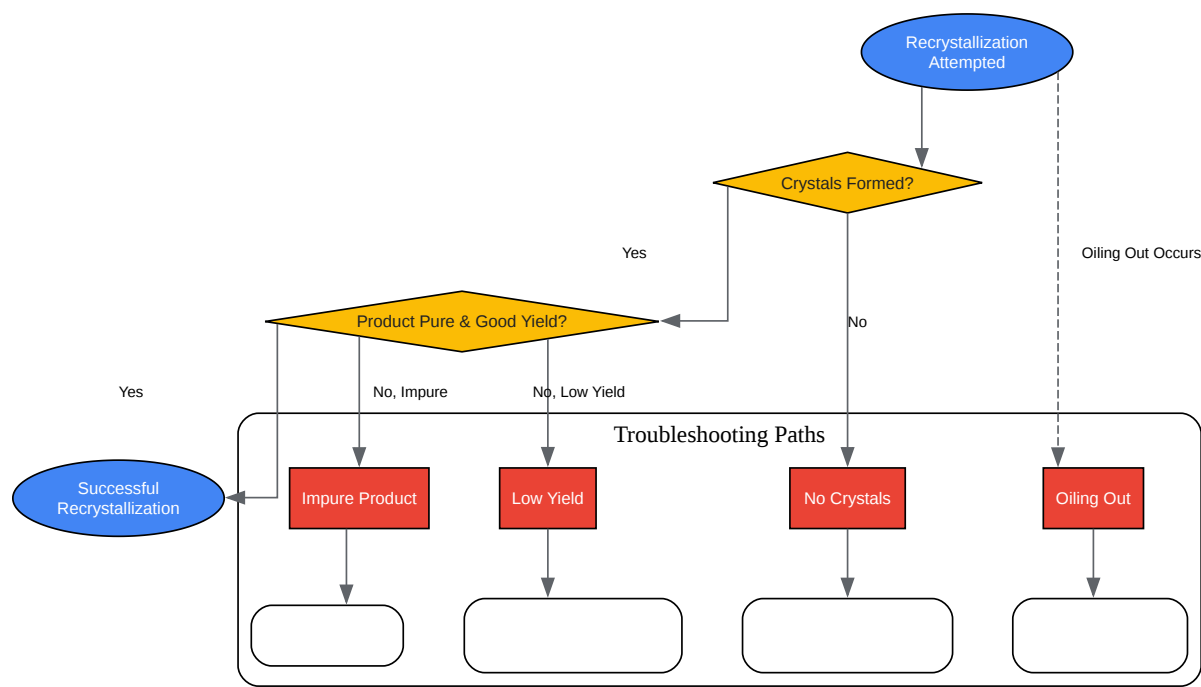 Recrystallization
Attempted
Crystals Formed?
Yes
Oiling Out Occurs
Product Pure & Good Yield?
No
Yes
No, Impure
No, Low Yield
Troubleshooting Paths
Successful
Recrystallization
Impure Product
Low Yield
No Crystals
Oiling Out